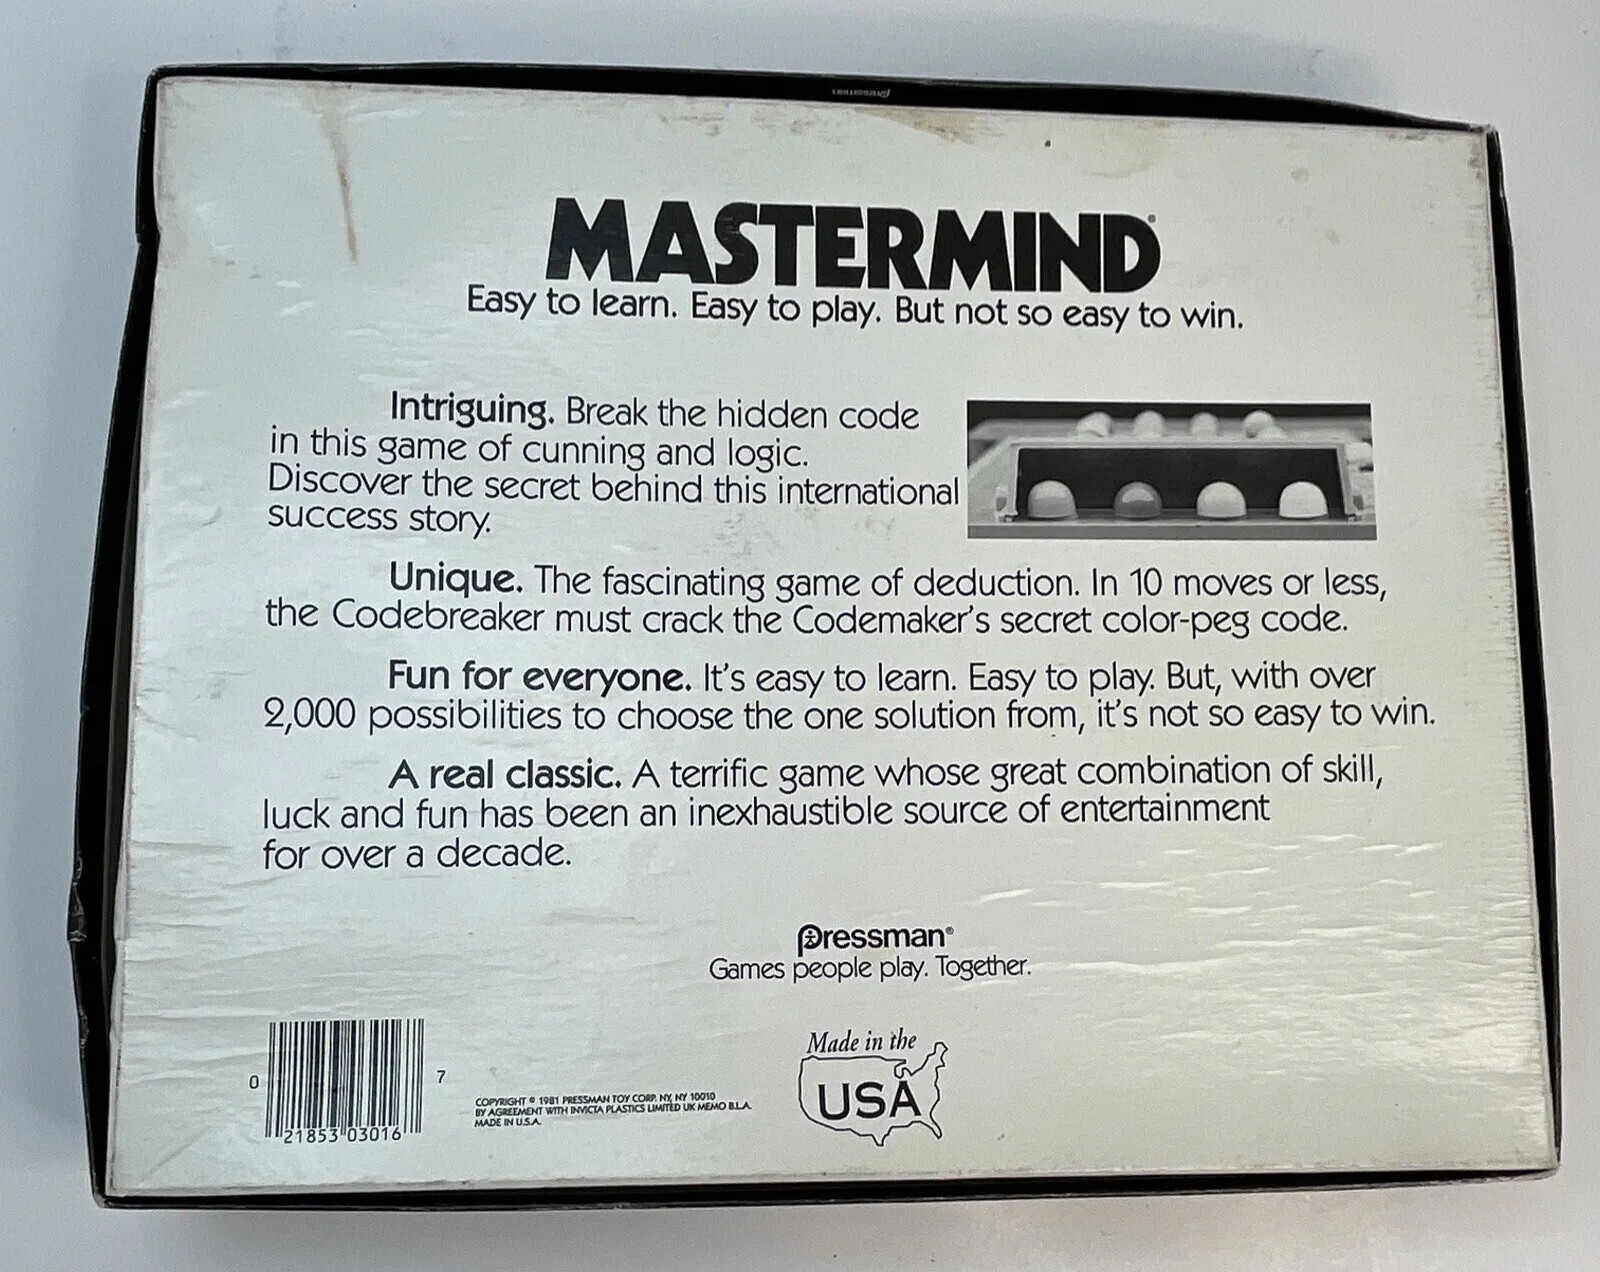 Pressman
MASTERMIND®
Easy to learn. Easy to play. But not so easy to win.
Intriguing. Break the hidden code
in this game of cunning and logic.
Discover the secret behind this international
success story.
Unique. The fascinating game of deduction. In 10 moves or less,
the Codebreaker must crack the Codemaker's secret color-peg code.
Fun for everyone. It's easy to learn. Easy to play. But, with over
2,000 possibilities to choose the one solution from, it's not so easy to win.
A real classic. A terrific game whose great combination of skill,
luck and fun has been an inexhaustible source of entertainment
for over a decade.
Pressman®
Games people play. Together.
0 21853 03016 7
COPYRIGHT © 1981 PRESSMAN TOY CORP. NY, NY 10010
BY AGREEMENT WITH INVICTA PLASTICS LIMITED UK MEMO B.L.A.
MADE IN U.S.A.
Made in the
USA